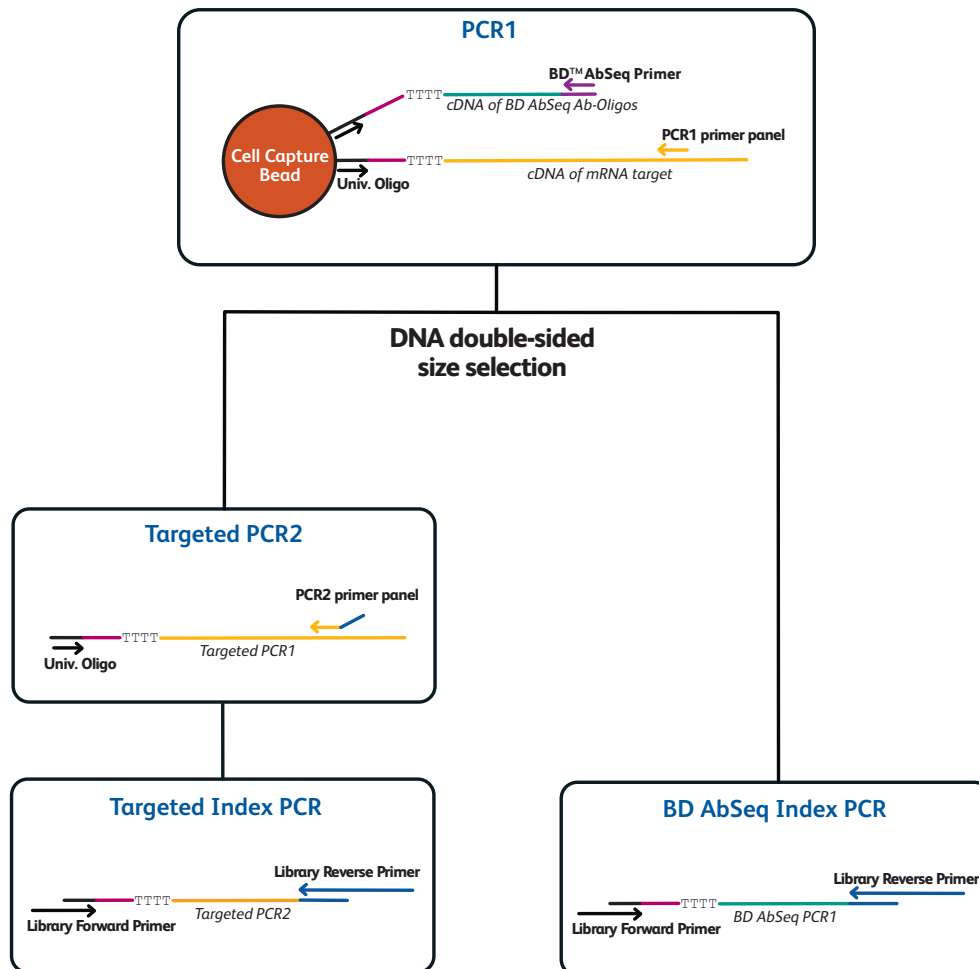 PCR1
BD™ AbSeq Primer
TTTT
cDNA of BD AbSeq Ab-Oligos
PCR1 primer panel
Cell Capture
Bead
TTTT
Univ. Oligo
cDNA of mRNA target
DNA double-sided
size selection
Targeted PCR2
PCR2 primer panel
TTTT
Targeted PCR1
Univ. Oligo
Targeted Index PCR
Library Reverse Primer
TTTT
Targeted PCR2
Library Forward Primer
BD AbSeq Index PCR
Library Reverse Primer
TTTT
BD AbSeq PCR1
Library Forward Primer